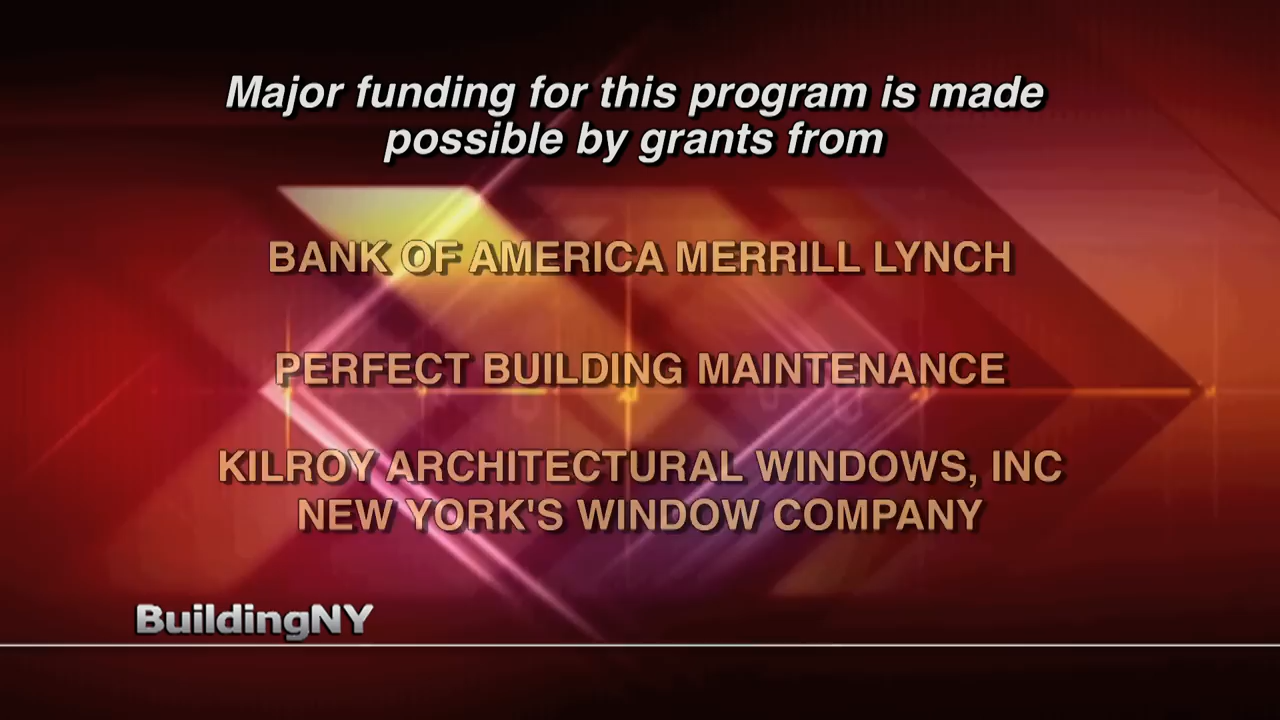 Major funding for this program is made
possible by grants from
BANK OF AMERICA MERRILL LYNCH
PERFECT BUILDING MAINTENANCE
KILROY ARCHITECTURAL WINDOWS, INC
NEW YORK'S WINDOW COMPANY
BuildingNY